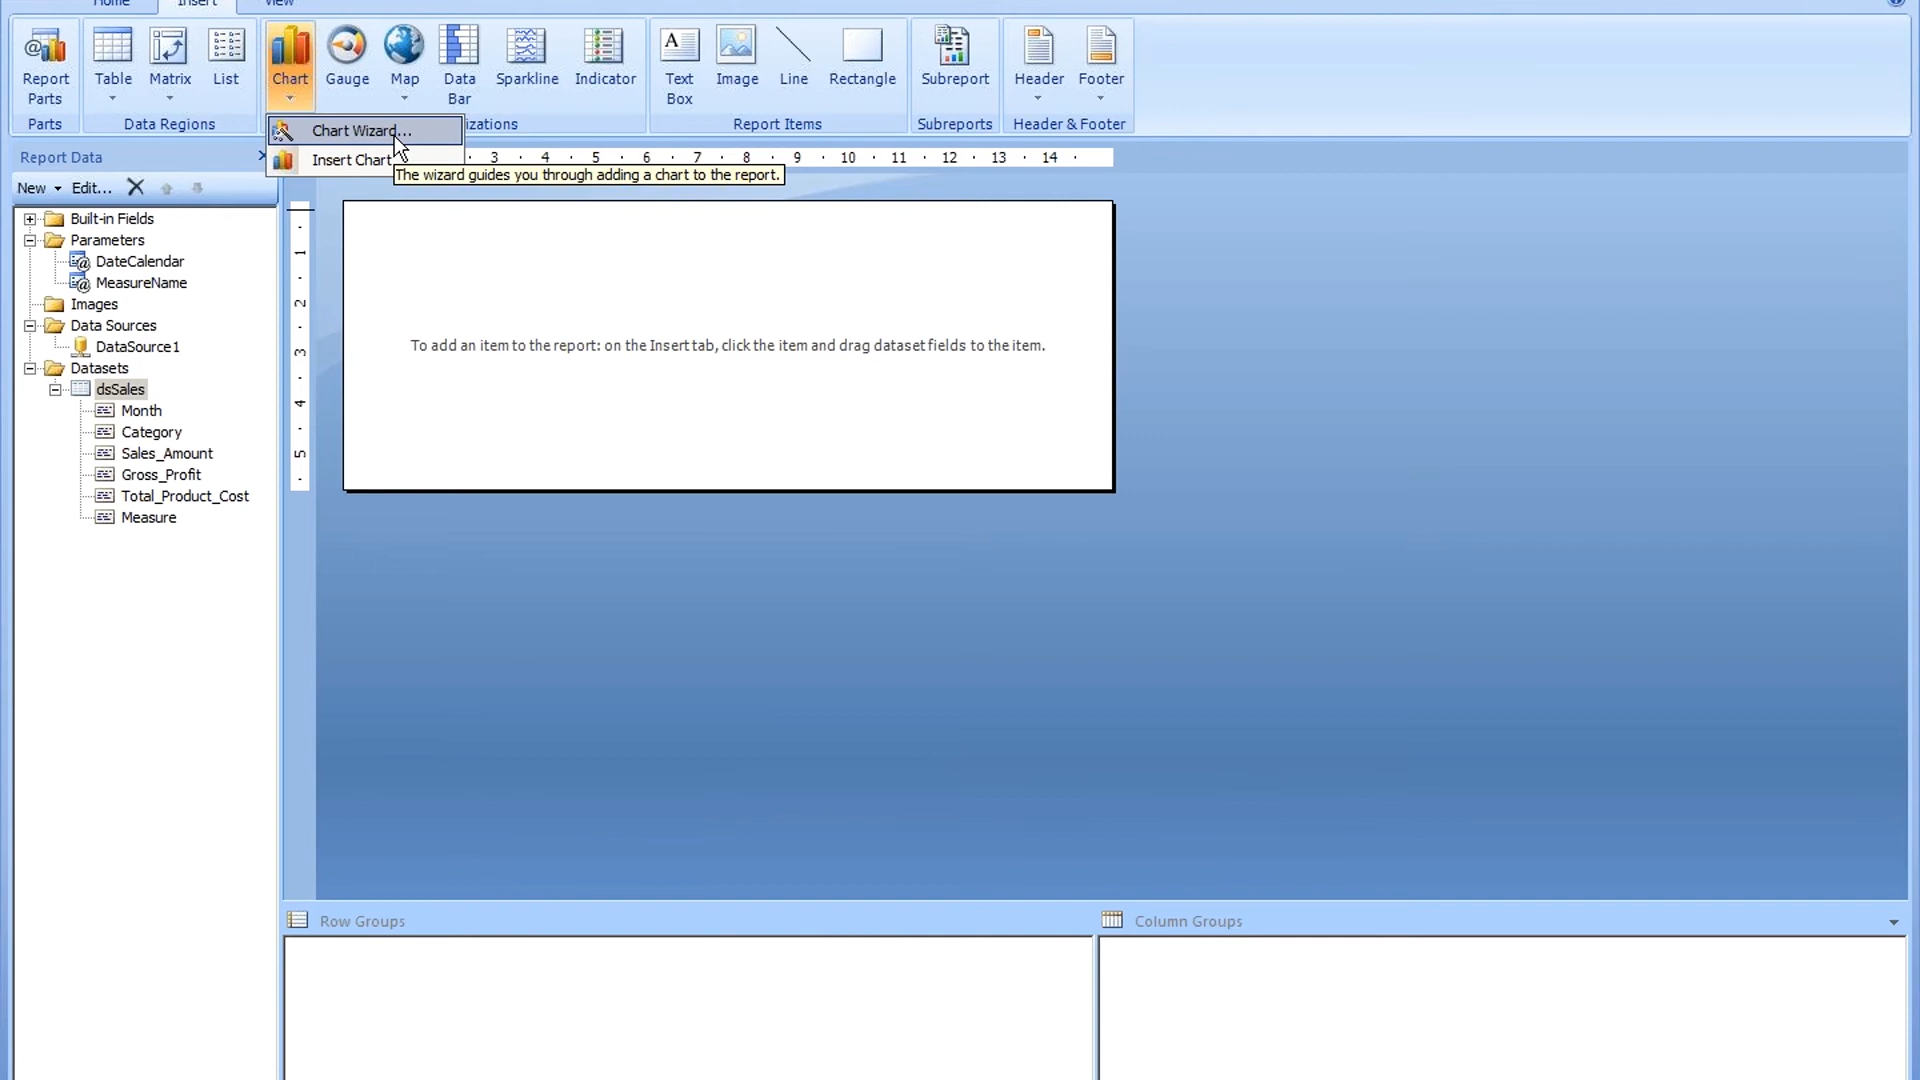 Home Insert View
Report Parts
Table
Matrix
List
Chart
Gauge
Map
Data Bar
Sparkline
Indicator
Text Box
Image
Line
Rectangle
Subreport
Header
Footer
Parts
Data Regions
izations
Report Items
Subreports
Header & Footer
Chart Wizard...
Insert Chart
The wizard guides you through adding a chart to the report.
3 4 5 6 7 8 9 10 11 12 13 14
Report Data
New Edit...
Built-in Fields
Parameters
DateCalendar
MeasureName
Images
Data Sources
DataSource1
Datasets
dsSales
Month
Category
Sales_Amount
Gross_Profit
Total_Product_Cost
Measure
1
2
3
4
5
To add an item to the report: on the Insert tab, click the item and drag dataset fields to the item.
Row Groups
Column Groups